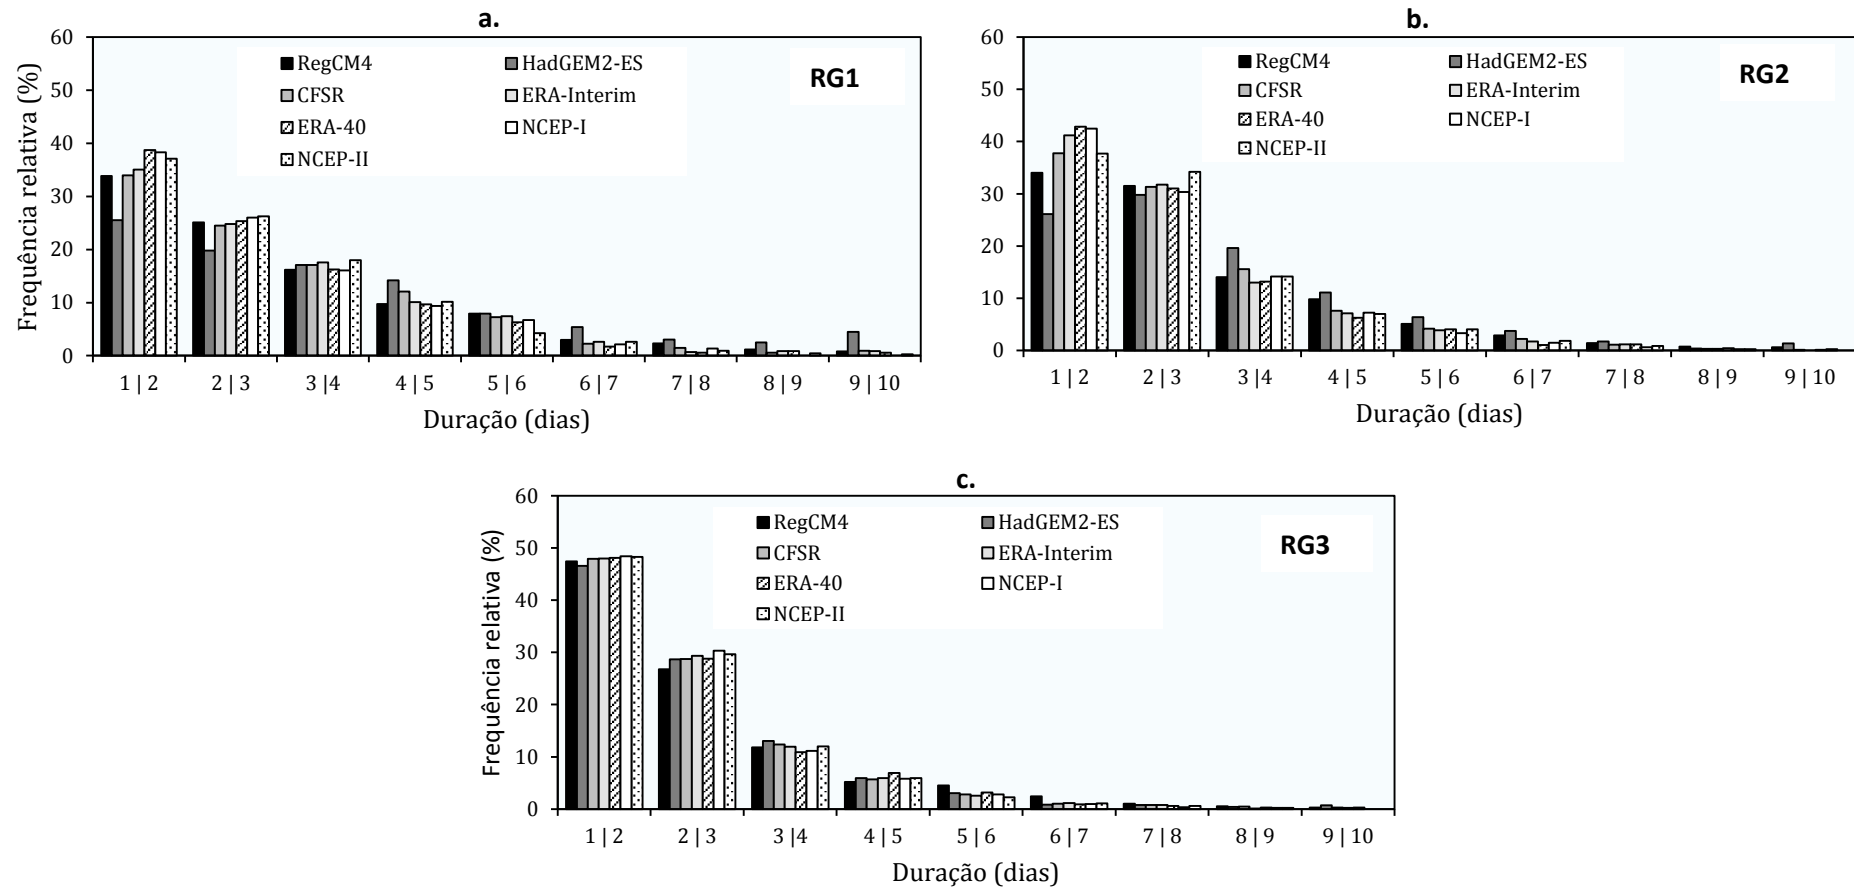 a.
60
50
40
30
20
10
0
Frequência relativa (%)
RegCM4 HadGEM2-ES
CFSR ERA-Interim
ERA-40 NCEP-I
NCEP-II
RG1
1 | 2 2 | 3 3 |4 4 | 5 5 | 6 6 | 7 7 | 8 8 | 9 9 | 10
Duração (dias)
b.
60
50
40
30
20
10
0
RegCM4 HadGEM2-ES
CFSR ERA-Interim
ERA-40 NCEP-I
NCEP-II
RG2
1 | 2 2 | 3 3 |4 4 | 5 5 | 6 6 | 7 7 | 8 8 | 9 9 | 10
Duração (dias)
c.
60
50
40
30
20
10
0
Frequência relativa (%)
RegCM4 HadGEM2-ES
CFSR ERA-Interim
ERA-40 NCEP-I
NCEP-II
RG3
1 | 2 2 | 3 3 |4 4 | 5 5 | 6 6 | 7 7 | 8 8 | 9 9 | 10
Duração (dias)